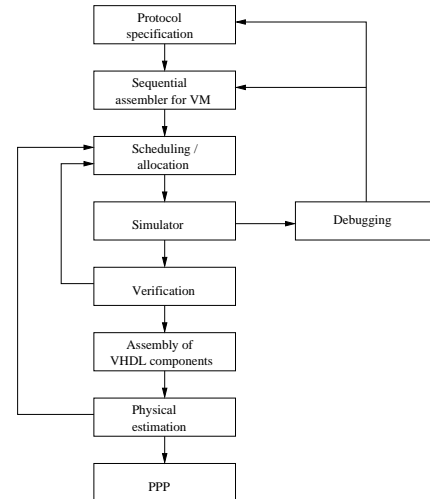 Protocol
specification
Sequential
assembler for VM
Scheduling /
allocation
Simulator
Debugging
Verification
Assembly of
VHDL components
Physical
estimation
PPP